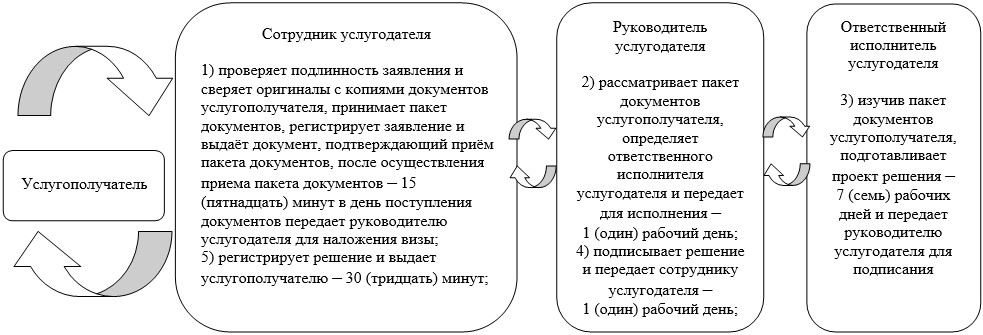 Услугополучатель
Сотрудник услугодателя
1) проверяет подлинность заявления и
сверяет оригиналы с копиями документов
услугополучателя, принимает пакет
документов, регистрирует заявление и
выдаёт документ, подтверждающий приём
пакета документов, после осуществления
приема пакета документов – 15
(пятнадцать) минут в день поступления
документов передает руководителю
услугодателя для наложения визы;
5) регистрирует решение и выдает
услугополучателю – 30 (тридцать) минут;
Руководитель
услугодателя
2) рассматривает пакет
документов
услугополучателя,
определяет
ответственного
исполнителя
услугодателя и передает
для исполнения –
1 (один) рабочий день;
4) подписывает решение
и передает сотруднику
услугодателя –
1 (один) рабочий день;
Ответственный
исполнитель
услугодателя
3) изучив пакет
документов
услугополучателя,
подготавливает
проект решения –
7 (семь) рабочих
дней и передает
руководителю
услугодателя для
подписания